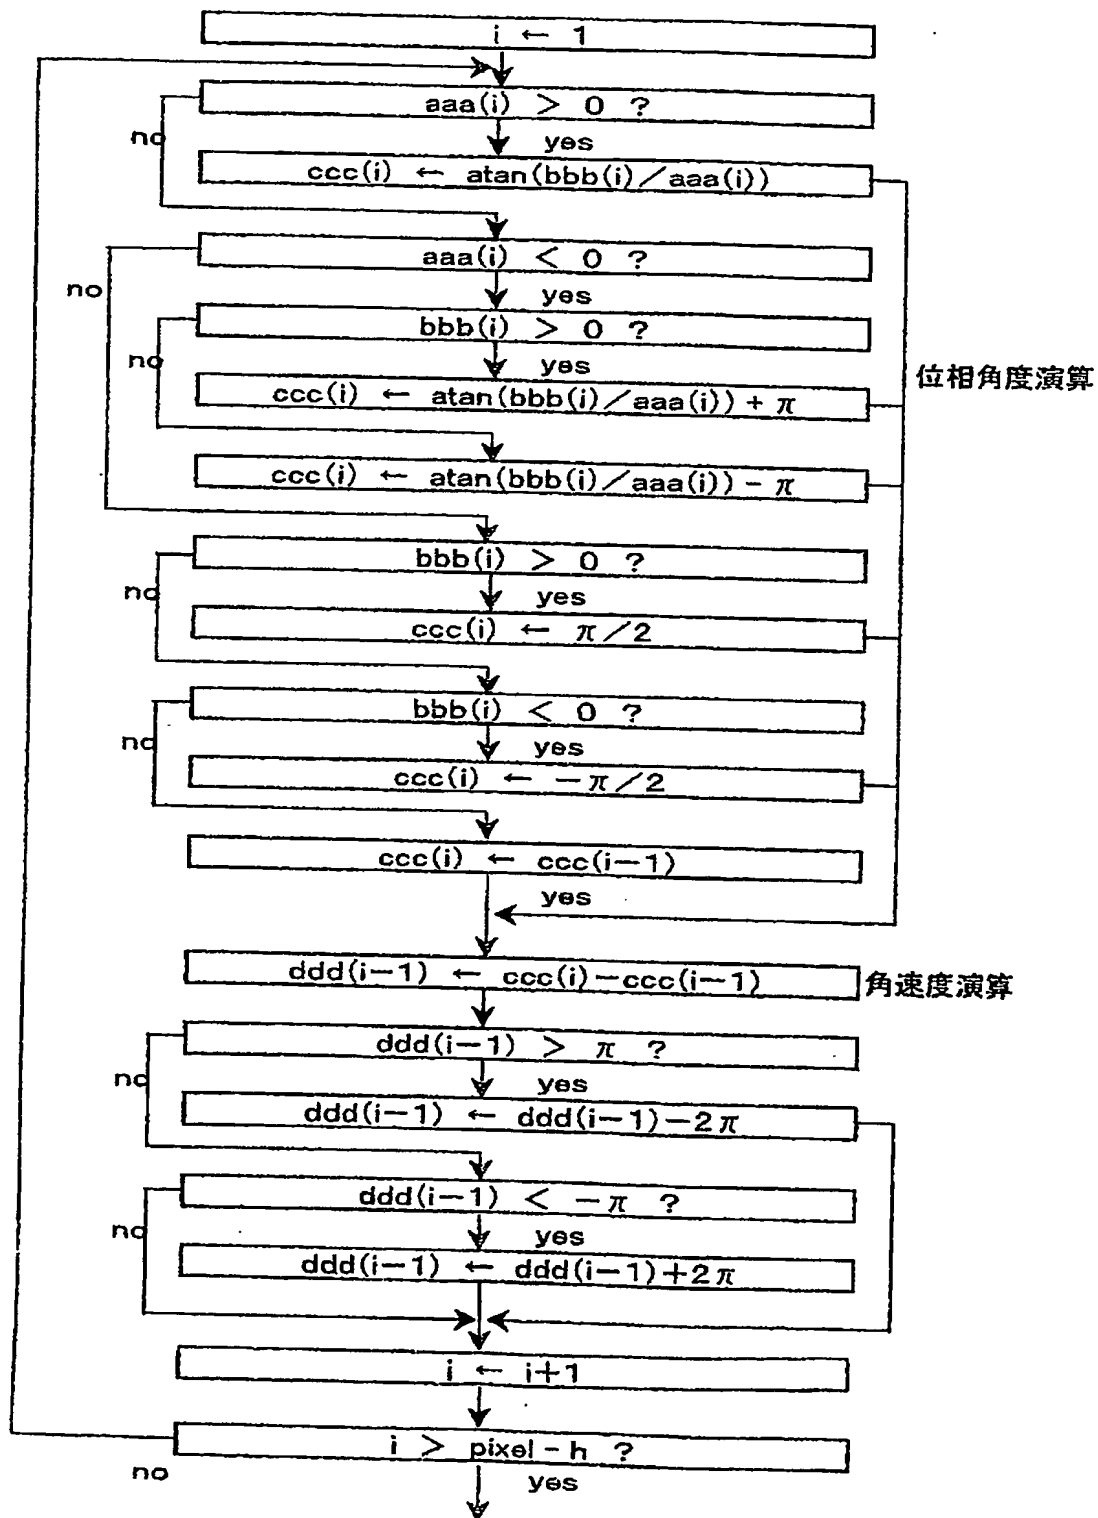 i ← 1
aaa(i) > 0 ?
no
yes
ccc(i) ← atan(bbb(i)/aaa(i))
aaa(i) < 0 ?
no
yes
bbb(i) > 0 ?
no
yes
位相角度演算
ccc(i) ← atan(bbb(i)/aaa(i))+π
ccc(i) ← atan(bbb(i)/aaa(i))-π
bbb(i) > 0 ?
no
yes
ccc(i) ← π/2
bbb(i) < 0 ?
no
yes
ccc(i) ← -π/2
ccc(i) ← ccc(i-1)
yes
ddd(i-1) ← ccc(i)-ccc(i-1)
角速度演算
ddd(i-1) > π ?
no
yes
ddd(i-1) ← ddd(i-1)-2π
ddd(i-1) < -π ?
no
yes
ddd(i-1) ← ddd(i-1)+2π
i ← i+1
i > pixel-h ?
no
yes